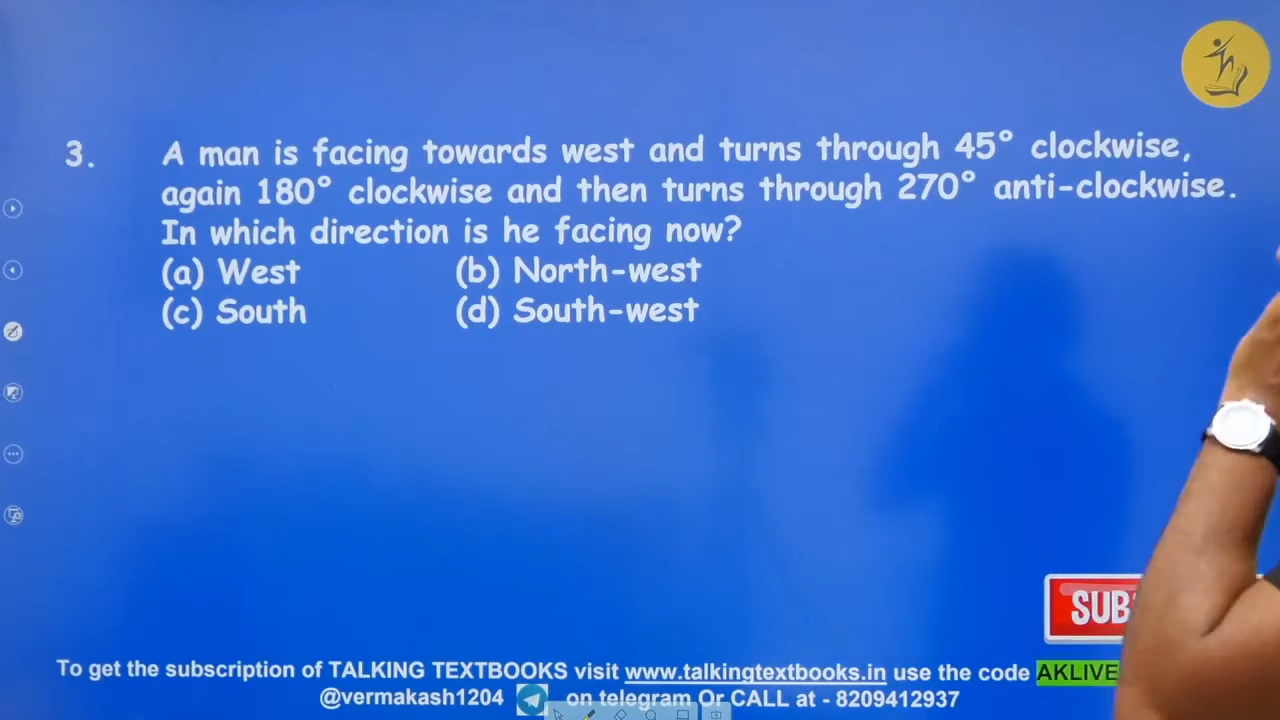 3. A man is facing towards west and turns through 45° clockwise,
again 180° clockwise and then turns through 270° anti-clockwise.
In which direction is he facing now?
(a) West (b) North-west
(c) South (d) South-west
SUB
To get the subscription of TALKING TEXTBOOKS visit www.talkingtextbooks.in use the code AKLIVE
@vermakash1204 on telegram Or CALL at - 8209412937